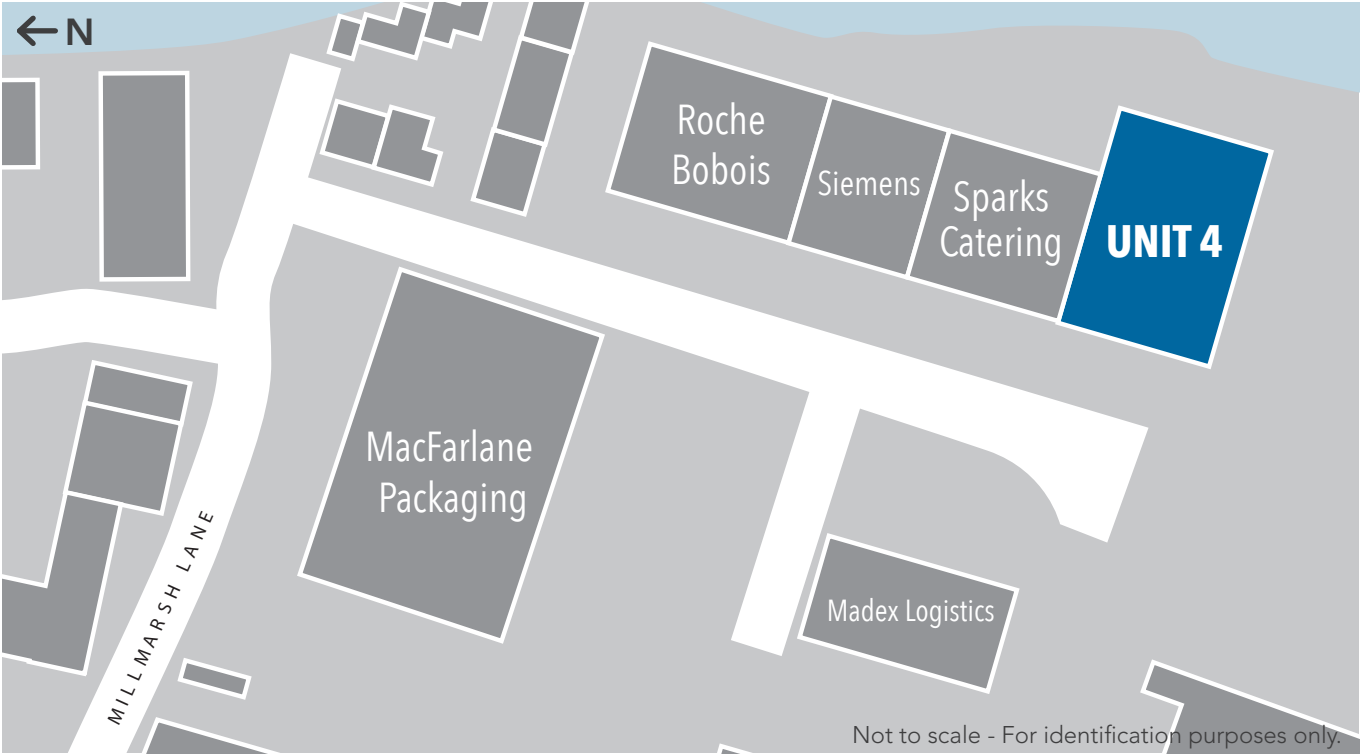 N
Roche
Bobois
Siemens
Sparks
Catering
UNIT 4
MacFarlane
Packaging
Madex Logistics
MILLMARSH LANE
Not to scale - For identification purposes only.